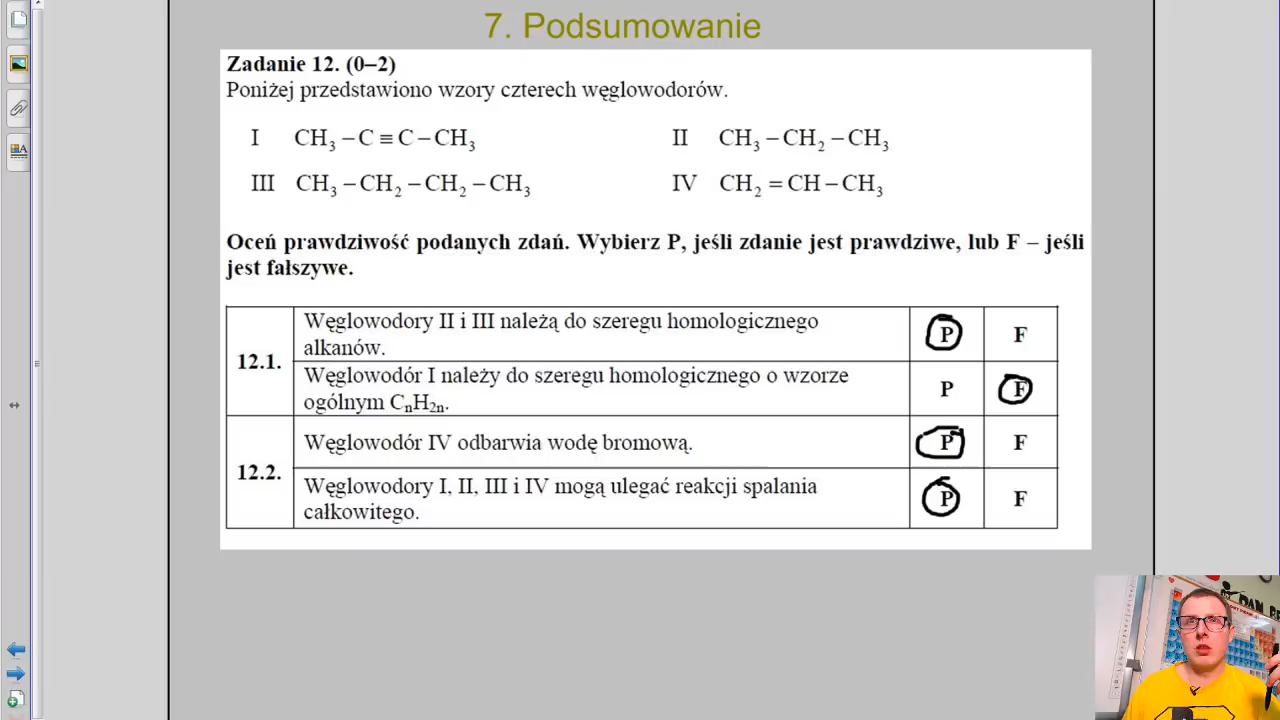 7. Podsumowanie
Zadanie 12. (0–2)
Poniżej przedstawiono wzory czterech węglowodorów.
I CH₃ – C ≡ C – CH₃ II CH₃ – CH₂ – CH₃
III CH₃ – CH₂ – CH₂ – CH₃ IV CH₂ = CH – CH₃
Oceń prawdziwość podanych zdań. Wybierz P, jeśli zdanie jest prawdziwe, lub F – jeśli
jest fałszywe.
12.1.
Węglowodory II i III należą do szeregu homologicznego
alkanów.
P F
Węglowodór I należy do szeregu homologicznego o wzorze
ogólnym CₙH₂ₙ.
P F
12.2.
Węglowodór IV odbarwia wodę bromową.
P F
Węglowodory I, II, III i IV mogą ulegać reakcji spalania
całkowitego.
P F